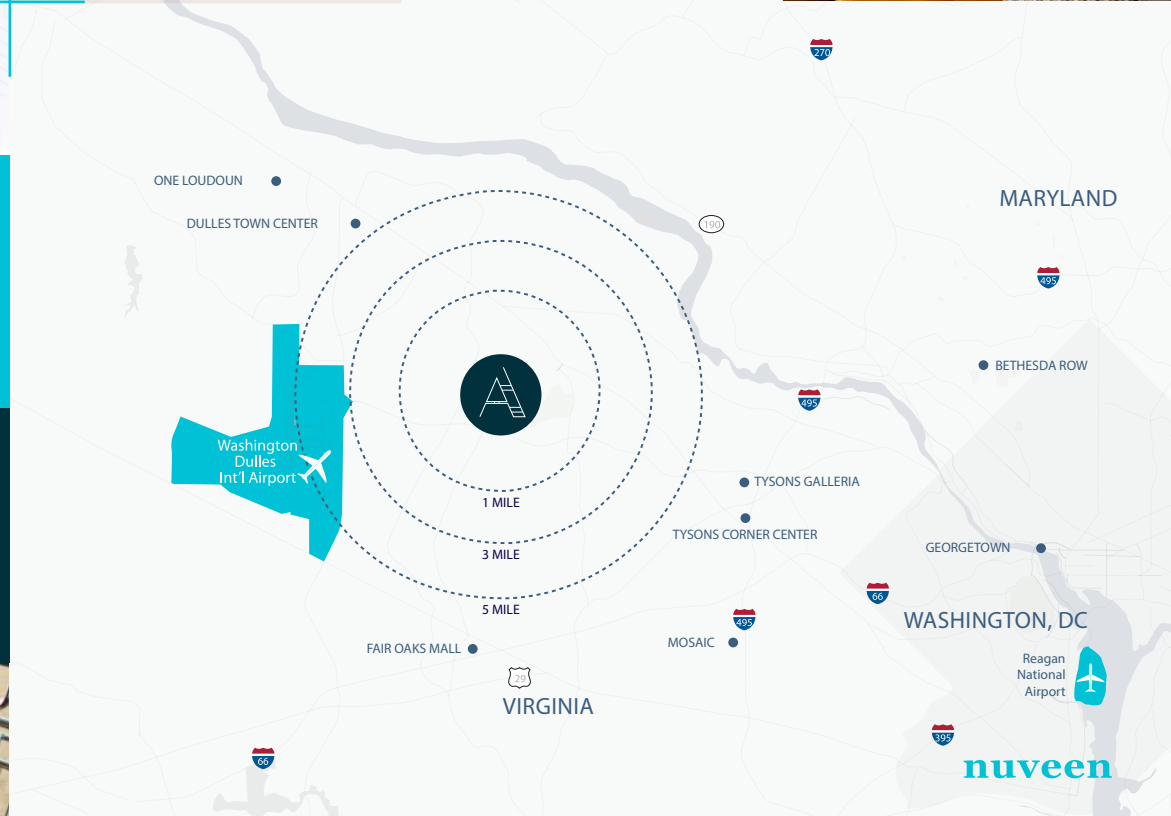 270
ONE LOUDOUN
MARYLAND
DULLES TOWN CENTER
190
495
BETHESDA ROW
495
Washington
Dulles
Int'l Airport
TYSONS GALLERIA
1 MILE
TYSONS CORNER CENTER
GEORGETOWN
3 MILE
66
5 MILE
495
WASHINGTON, DC
MOSAIC
FAIR OAKS MALL
Reagan
National
Airport
29
VIRGINIA
395
66
nuveen